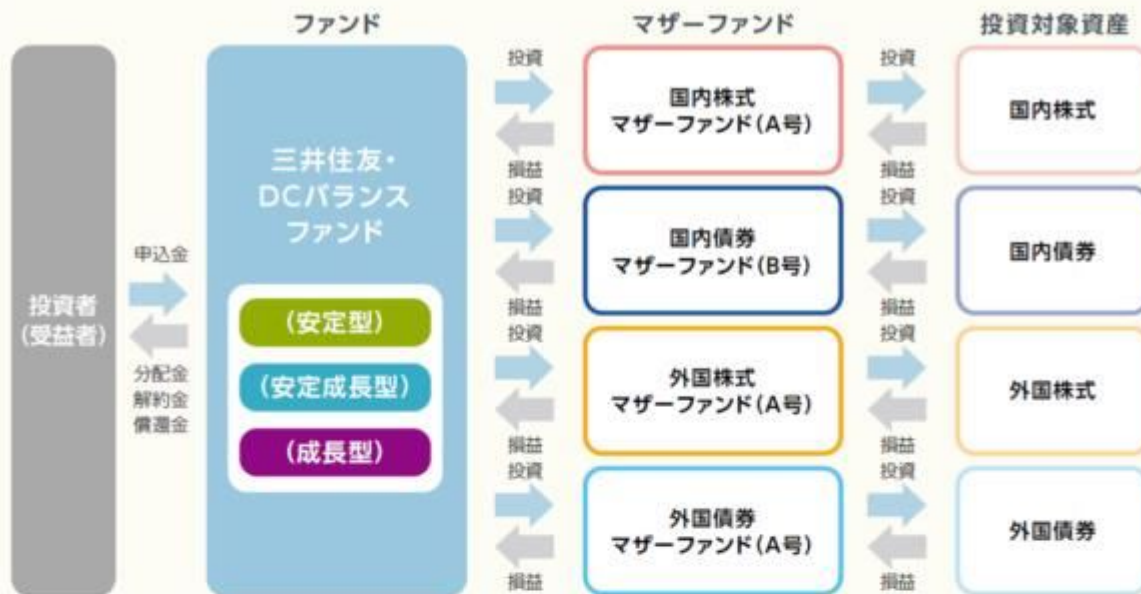 ファンド
マザーファンド
投資対象資産
投資者
(受益者)
申込金
分配金
解約金
償還金
三井住友・
DCバランス
ファンド
(安定型)
(安定成長型)
(成長型)
投資
損益
投資
損益
投資
損益
投資
損益
国内株式
マザーファンド(A号)
国内債券
マザーファンド(B号)
外国株式
マザーファンド(A号)
外国債券
マザーファンド(A号)
投資
損益
投資
損益
投資
損益
投資
損益
国内株式
国内債券
外国株式
外国債券